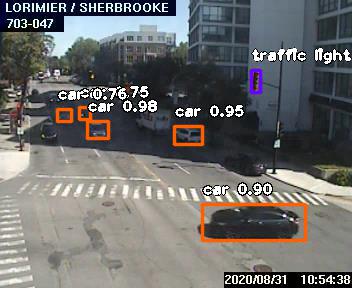 LORIMIER / SHERBROOKE
703-047
traffic light
car 0.76
75
car 0.98
car 0.95
car 0.90
2020/08/31 10:54:38